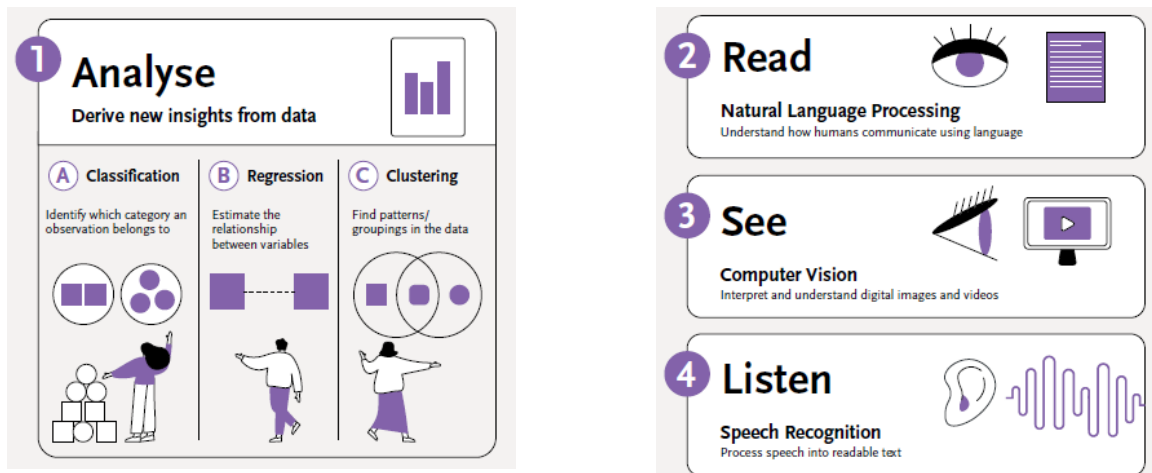 1
Analyse
Derive new insights from data
A Classification
Identify which category an
observation belongs to
B Regression
Estimate the
relationship
between variables
C Clustering
Find patterns/
groupings in the data
2 Read
Natural Language Processing
Understand how humans communicate using language
3 See
Computer Vision
Interpret and understand digital images and videos
4 Listen
Speech Recognition
Process speech into readable text